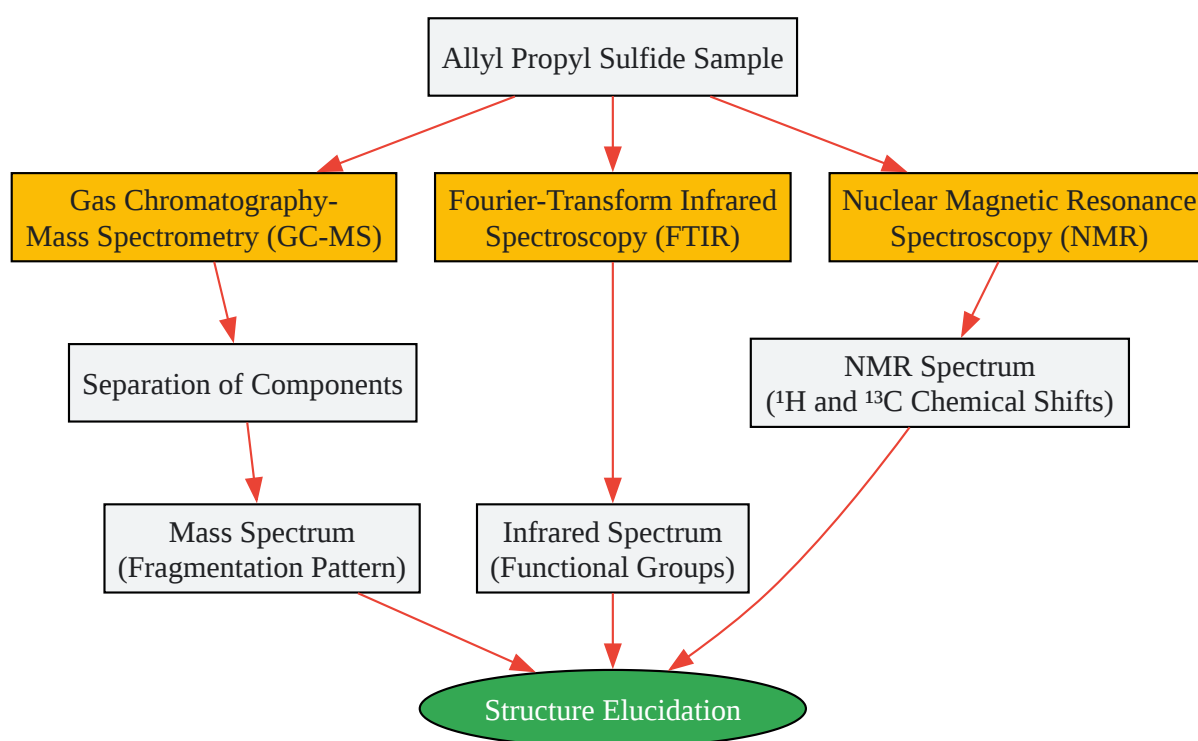 Allyl Propyl Sulfide Sample
Gas Chromatography-
Mass Spectrometry (GC-MS)
Fourier-Transform Infrared
Spectroscopy (FTIR)
Nuclear Magnetic Resonance
Spectroscopy (NMR)
Separation of Components
NMR Spectrum
(¹H and ¹³C Chemical Shifts)
Mass Spectrum
(Fragmentation Pattern)
Infrared Spectrum
(Functional Groups)
Structure Elucidation